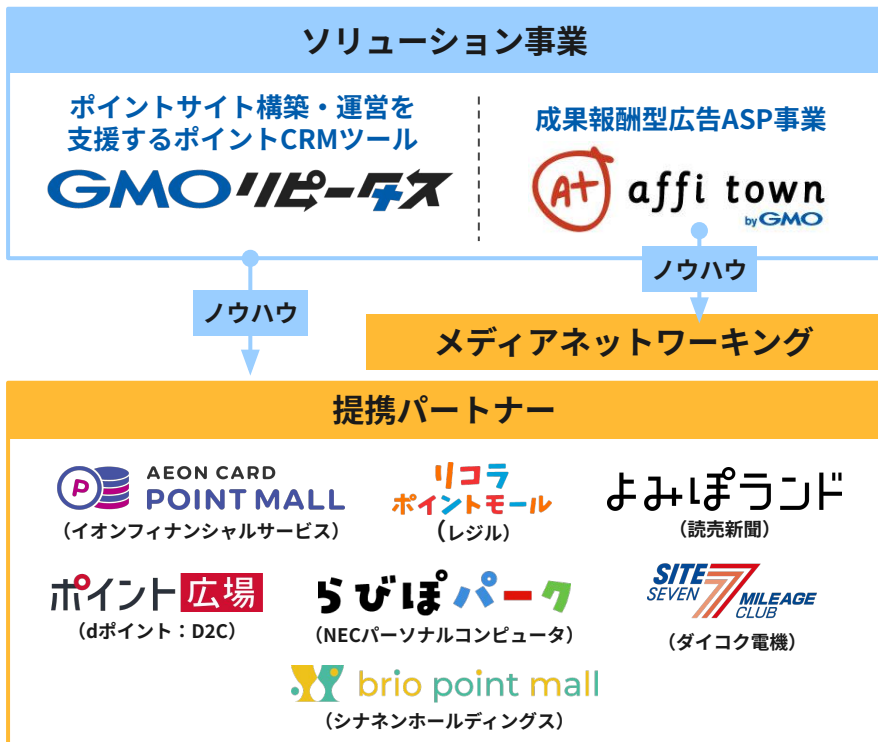 ソリューション事業
ポイントサイト構築・運営を
支援するポイントCRMツール
GMOリピータス
成果報酬型広告ASP事業
A+ affi town
by GMO
ノウハウ
ノウハウ
メディアネットワーキング
提携パートナー
P AEON CARD
POINT MALL
(イオンフィナンシャルサービス)
リコラ
ポイントモール
(レジル)
よみぽランド
(読売新聞)
ポイント広場
(dポイント:D2C)
らびぽパーク
(NECパーソナルコンピュータ)
SITE
SEVEN 7 MILEAGE
CLUB
(ダイコク電機)
brio point mall
(シナネンホールディングス)